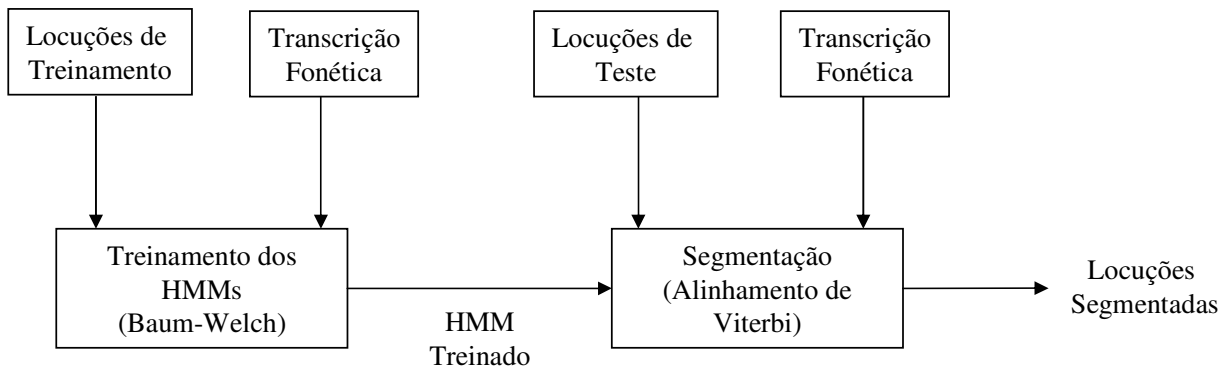 Locuções de
Treinamento
Transcrição
Fonética
Locuções de
Teste
Transcrição
Fonética
Treinamento dos
HMMs
(Baum-Welch)
HMM
Treinado
Segmentação
(Alinhamento de
Viterbi)
Locuções
Segmentadas